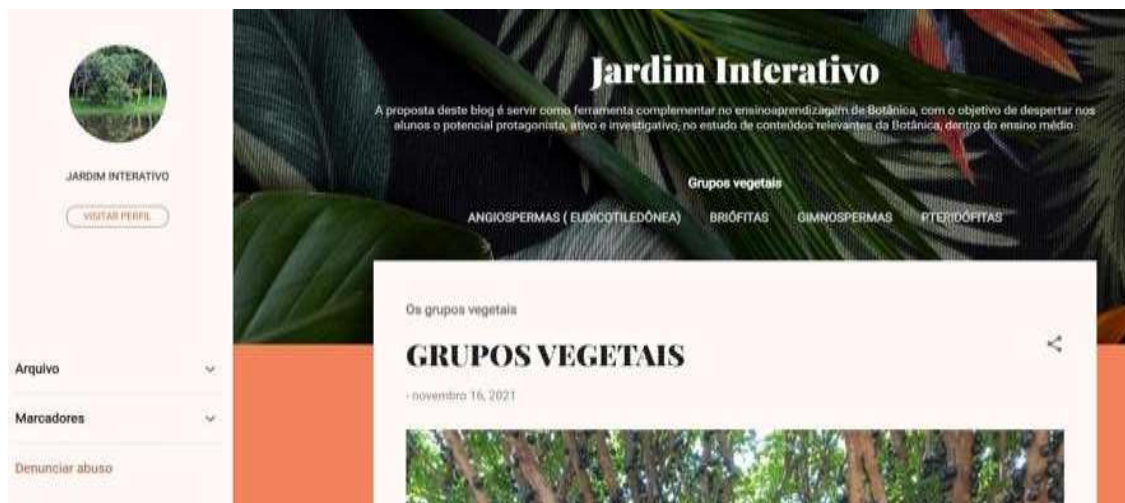 Jardim Interativo
A proposta deste blog é servir como ferramenta complementar no ensinoaprendizagem de Botânica, com o objetivo de despertar nos
alunos o potencial protagonista, ativo e investigativo, no estudo de conteúdos relevantes da Botânica, dentro do ensino médio.
Grupos vegetais
ANGIOSPERMAS ( EUDICOTILEDÔNEA) BRIÓFITAS GIMNOSPERMAS PTERIDÓFITAS
JARDIM INTERATIVO
VISITAR PERFIL
Arquivo
Marcadores
Denunciar abuso
Os grupos vegetais
GRUPOS VEGETAIS
- novembro 16, 2021